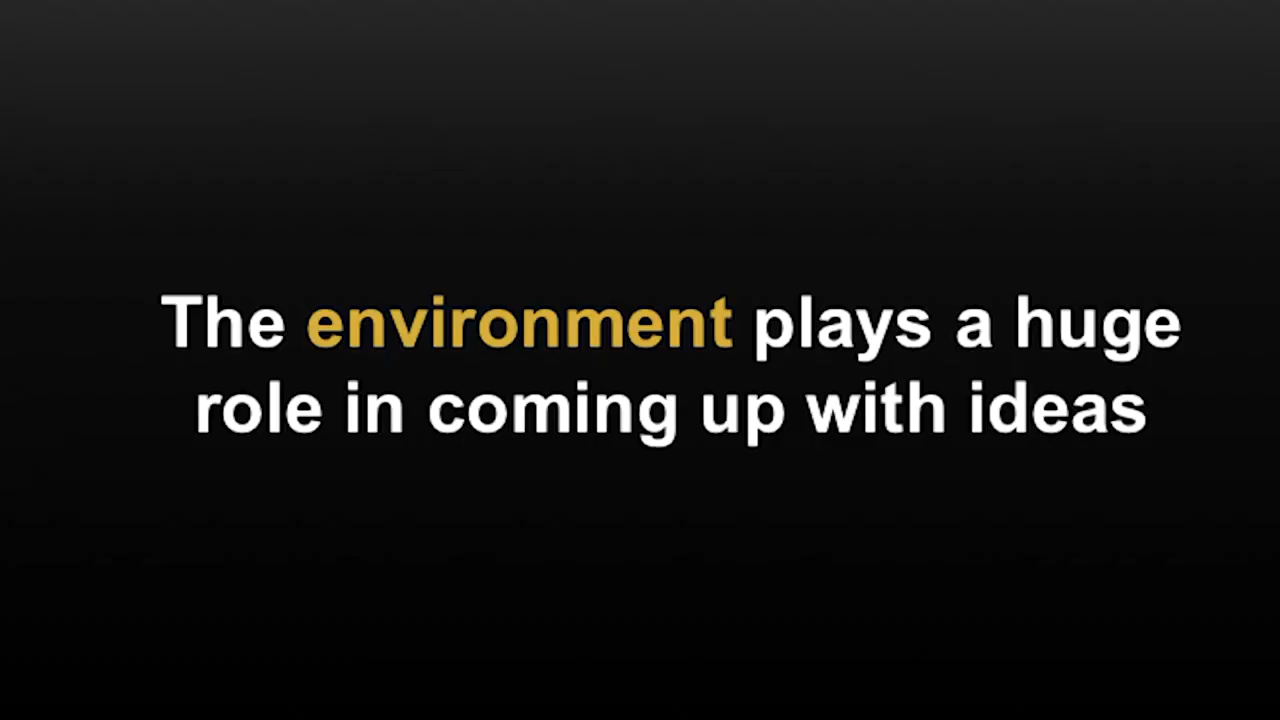 The environment plays a huge
role in coming up with ideas